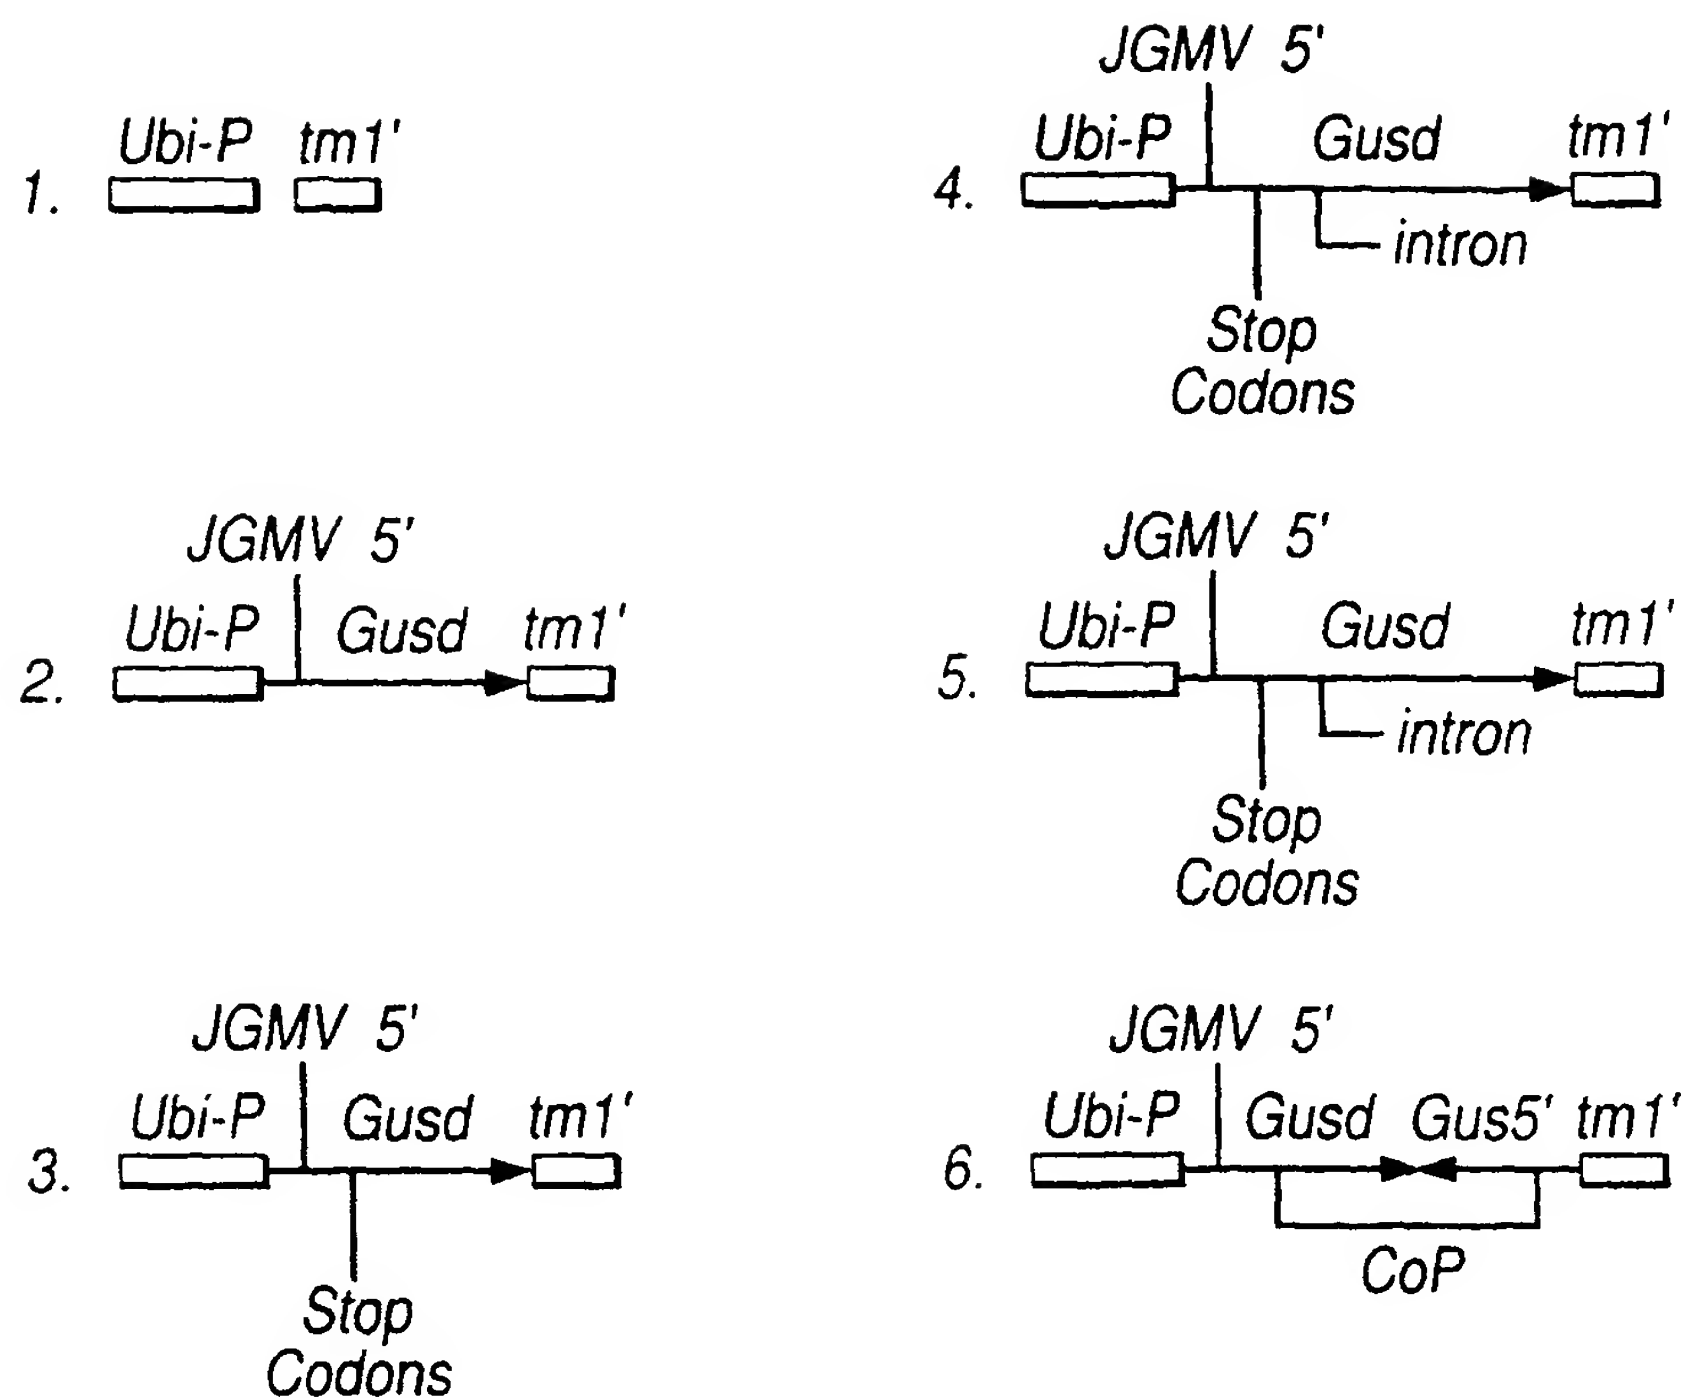 1.
Ubi-P tm1'
2.
JGMV 5'
Ubi-P Gusd tm1'
3.
JGMV 5'
Ubi-P Gusd tm1'
Stop
Codons
4.
JGMV 5'
Ubi-P Gusd tm1'
intron
Stop
Codons
5.
JGMV 5'
Ubi-P Gusd tm1'
intron
Stop
Codons
6.
JGMV 5'
Ubi-P Gusd Gus5' tm1'
CoP